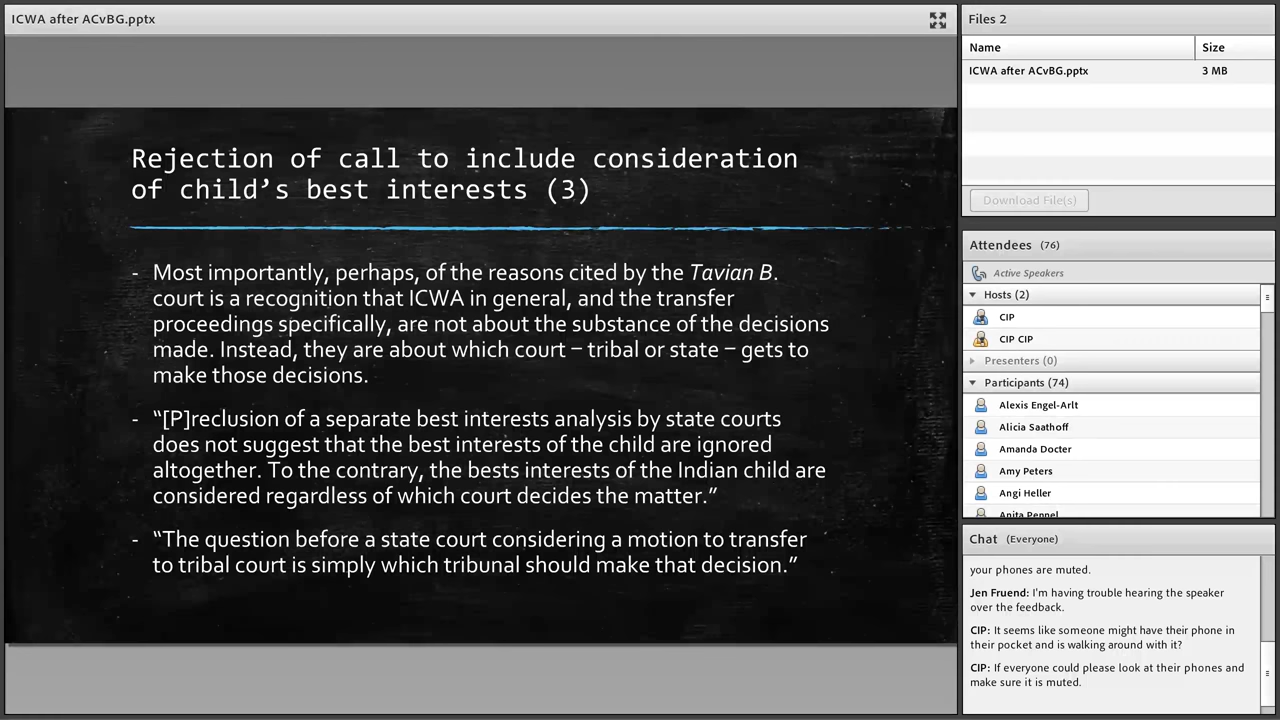 ICWA after ACvBG.pptx
Rejection of call to include consideration
of child’s best interests (3)
- Most importantly, perhaps, of the reasons cited by the Tavian B.
court is a recognition that ICWA in general, and the transfer
proceedings specifically, are not about the substance of the decisions
made. Instead, they are about which court – tribal or state – gets to
make those decisions.
- “[P]reclusion of a separate best interests analysis by state courts
does not suggest that the best interests of the child are ignored
altogether. To the contrary, the bests interests of the Indian child are
considered regardless of which court decides the matter.”
- “The question before a state court considering a motion to transfer
to tribal court is simply which tribunal should make that decision.”
Files 2
Name Size
ICWA after ACvBG.pptx 3 MB
Download File(s)
Attendees (76)
Active Speakers
Hosts (2)
CIP
CIP CIP
Presenters (0)
Participants (74)
Alexis Engel-Arlt
Alicia Saathoff
Amanda Docter
Amy Peters
Angi Heller
Anita Pennel
Chat (Everyone)
your phones are muted.
Jen Fruend: I'm having trouble hearing the speaker
over the feedback.
CIP: It seems like someone might have their phone in
their pocket and is walking around with it?
CIP: If everyone could please look at their phones and
make sure it is muted.